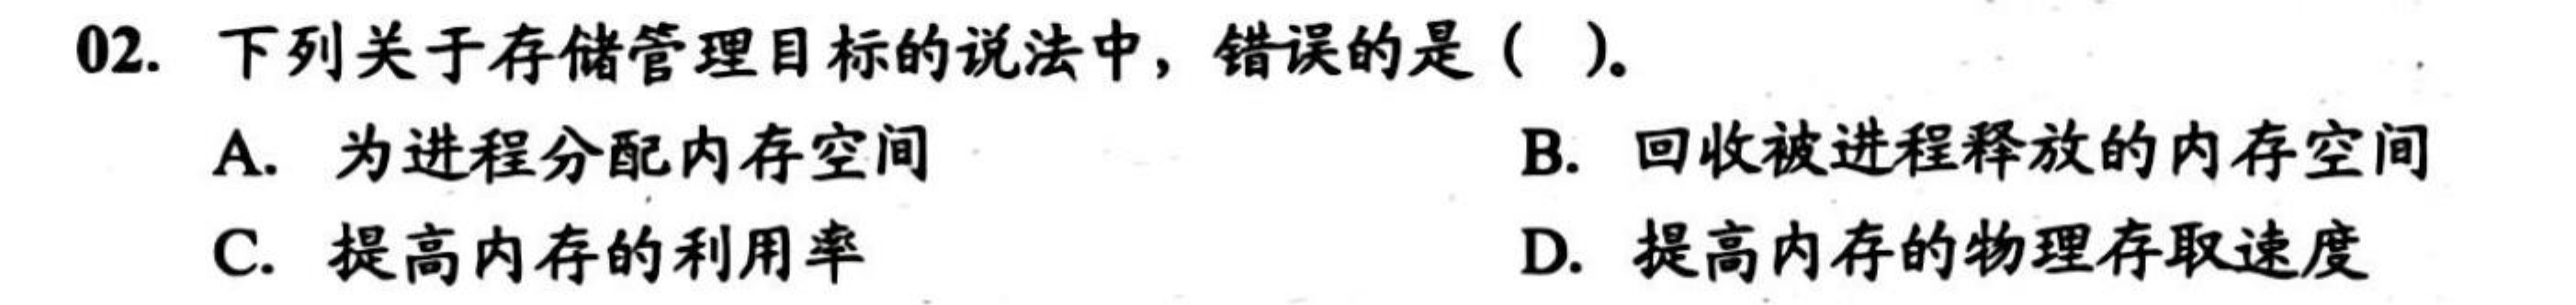 02. 下列关于存储管理目标的说法中，错误的是（ ）。
A. 为进程分配内存空间 B. 回收被进程释放的内存空间
C. 提高内存的利用率 D. 提高内存的物理存取速度